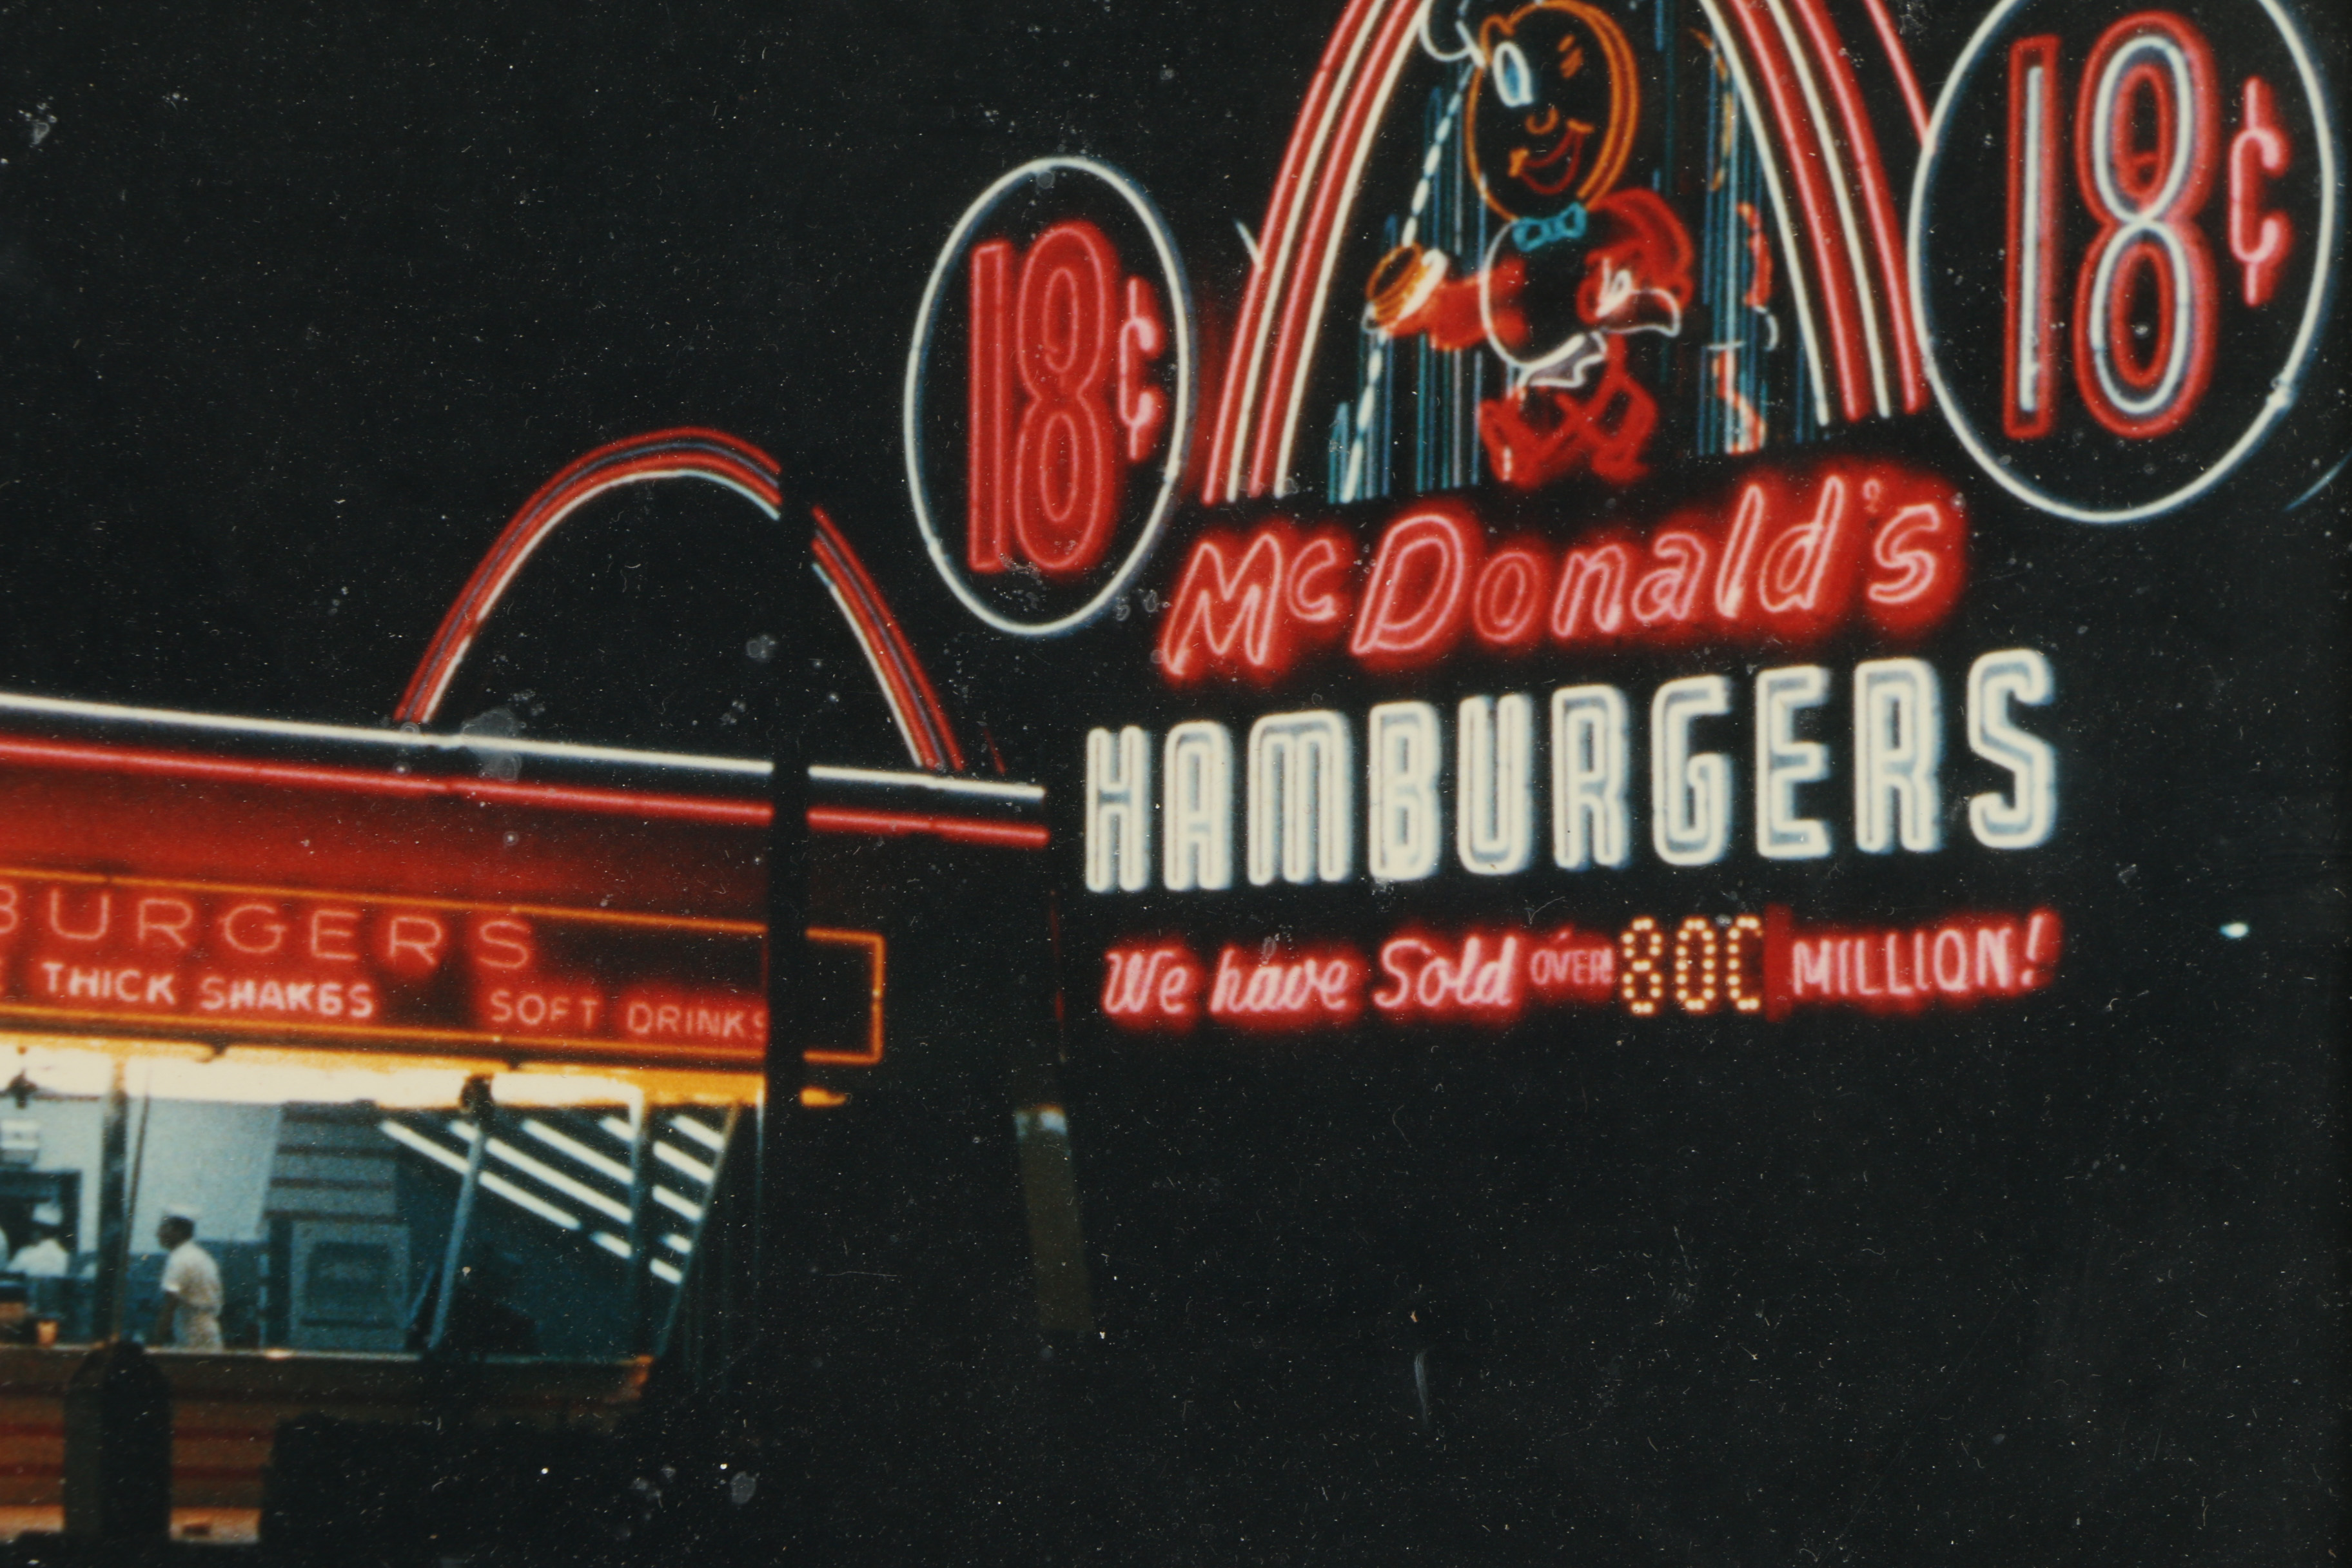 18¢
18¢
McDonald's
HAMBURGERS
We have Sold OVER 800 MILLION!
BURGERS
THICK SHAKES SOFT DRINKS